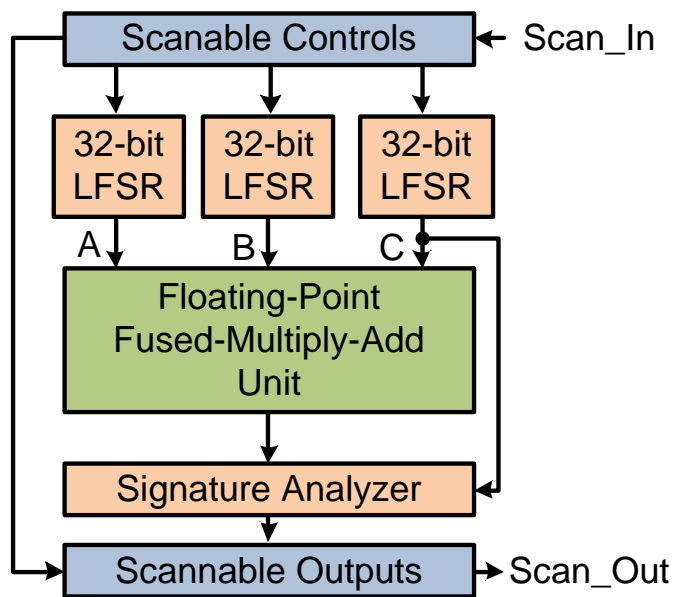 Scanable Controls
Scan_In
32-bit
LFSR
32-bit
LFSR
32-bit
LFSR
A
B
C
Floating-Point
Fused-Multiply-Add
Unit
Signature Analyzer
Scannable Outputs
Scan_Out